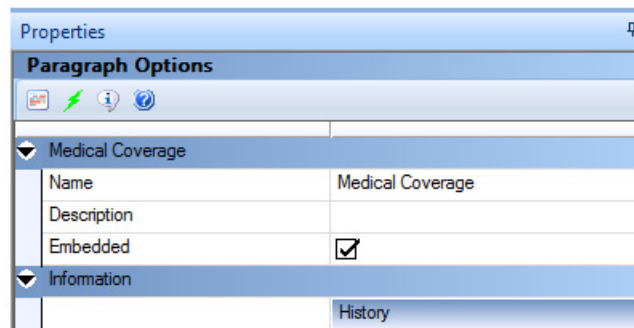 Properties
Paragraph Options
Medical Coverage
Name Medical Coverage
Description
Embedded
Information
History